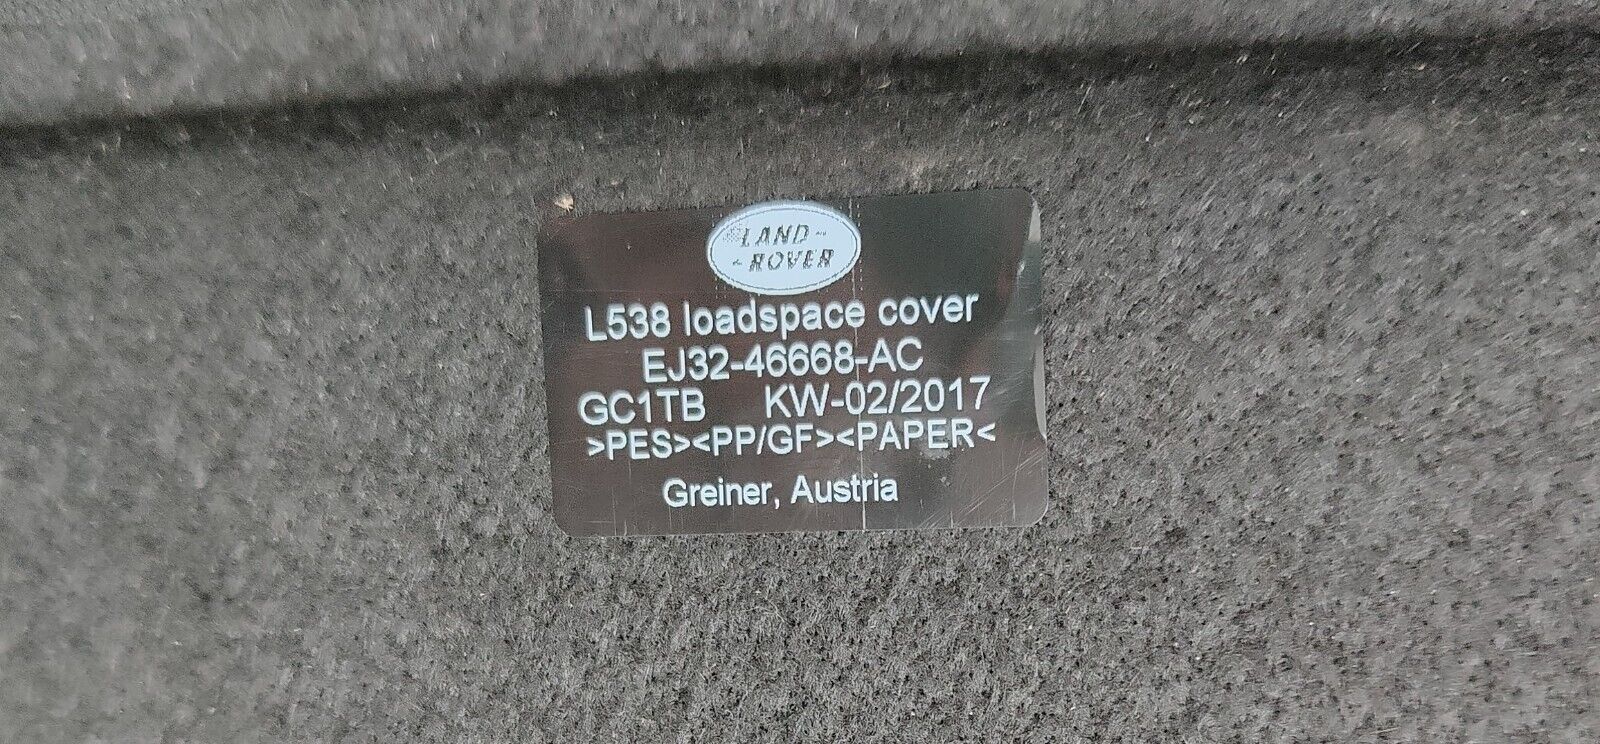 LAND-
-ROVER
L538 loadspace cover
EJ32-46668-AC
GC1TB KW-02/2017
>PES><PP/GF><PAPER<
Greiner, Austria